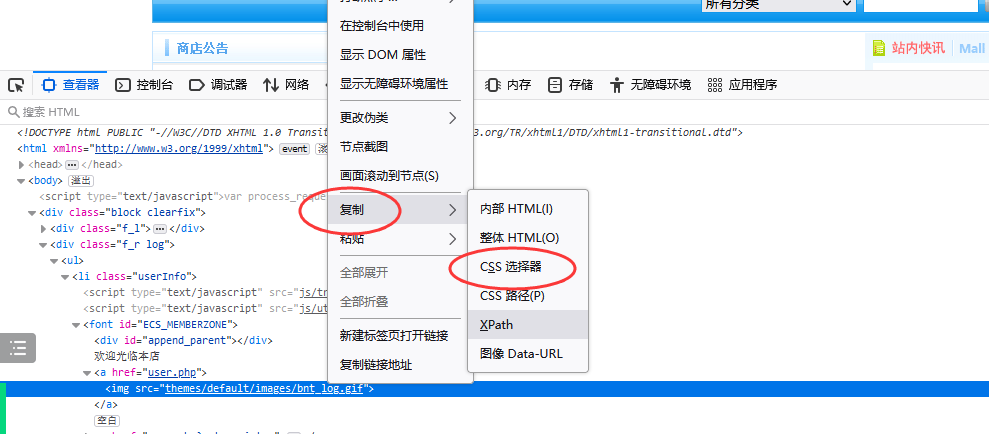 所有分类
在控制台中使用
商店公告
站内快讯 Mall
显示 DOM 属性
查看器 控制台 调试器 网络 显示无障碍环境属性 内存 存储 无障碍环境 应用程序
搜索 HTML
更改伪类
<!DOCTYPE html PUBLIC "-//W3C//DTD XHTML 1.0 Transit 3.org/TR/xhtml1/DTD/xhtml1-transitional.dtd">
<html xmlns="http://www.w3.org/1999/xhtml"> event
节点截图
<head> ••• </head>
<body> 溢出
画面滚动到节点(S)
<script type="text/javascript">var process_reque
复制
内部 HTML(I)
<div class="block clearfix">
<div class="f_l"> ••• </div>
粘贴
整体 HTML(O)
<div class="f_r log">
<ul>
全部展开
CSS 选择器
<li class="userInfo">
<script type="text/javascript" src="js/tr
全部折叠
CSS 路径(P)
<script type="text/javascript" src="js/ut
<font id="ECS_MEMBERZONE">
新建标签页打开链接
XPath
<div id="append_parent"></div>
欢迎光临本店
复制链接地址
图像 Data-URL
<a href="user.php">
<img src="themes/default/images/bnt_log.gif">
</a>
空白